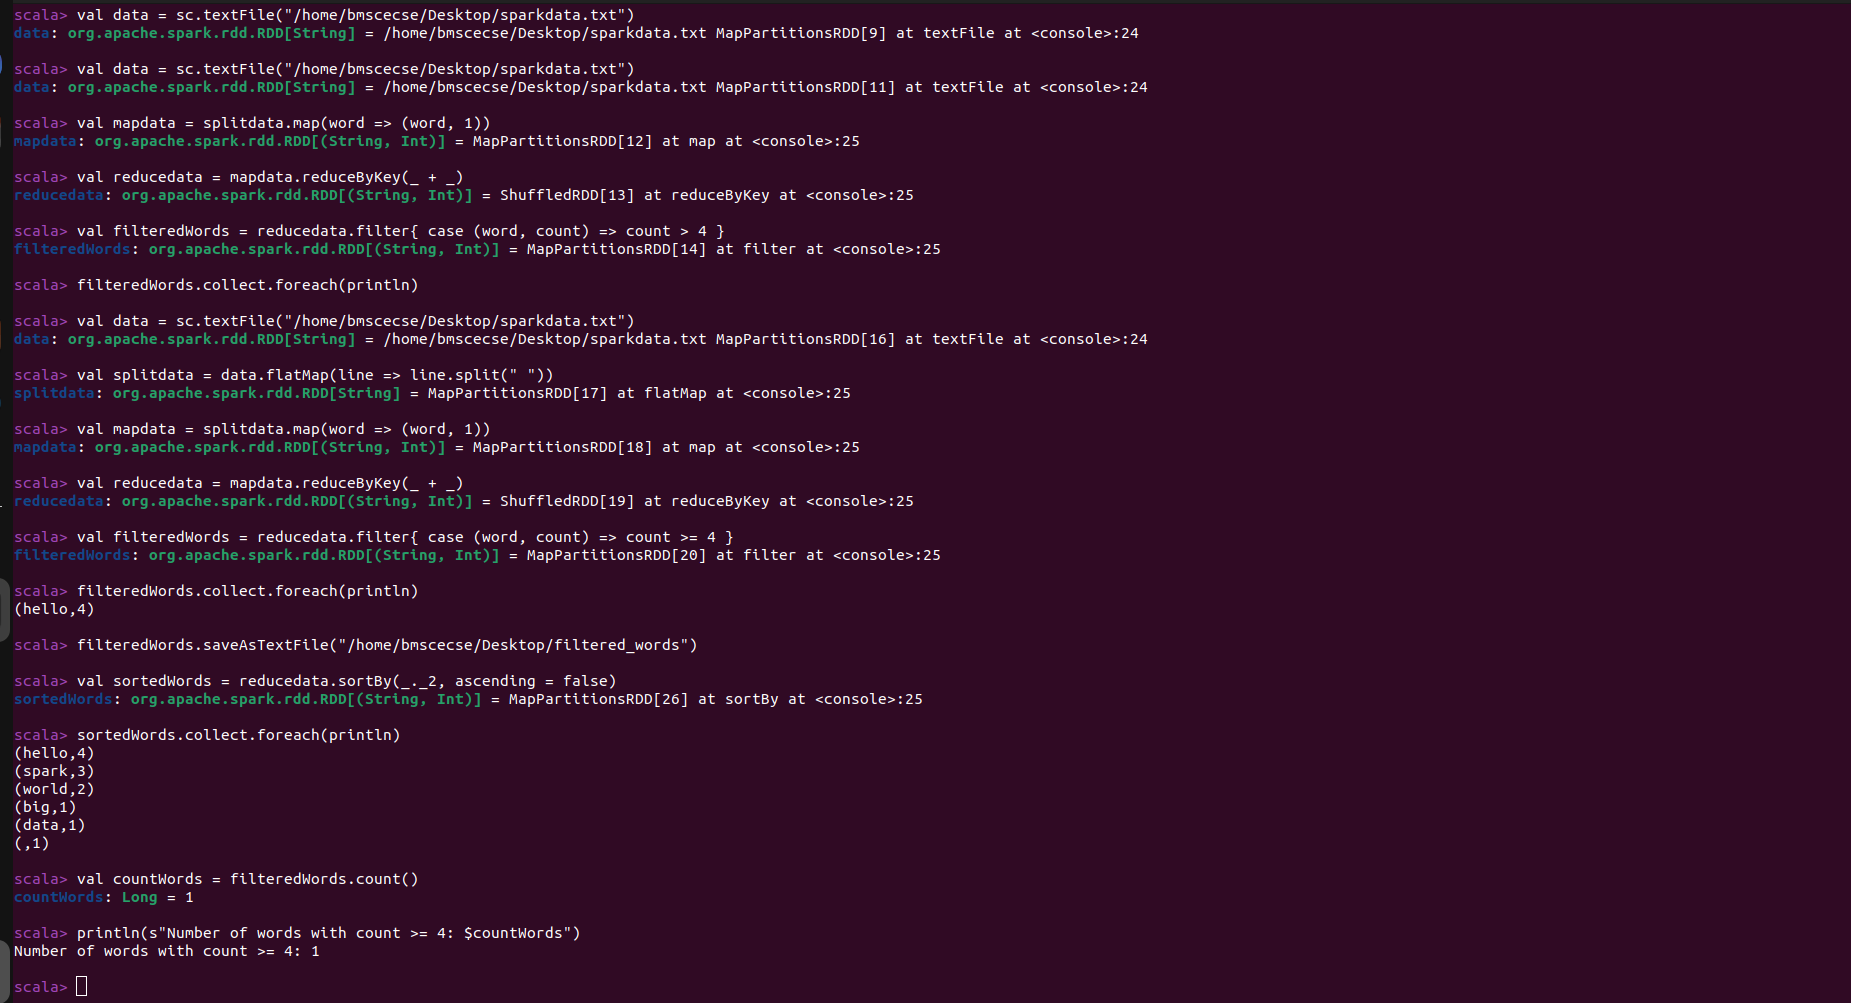 scala> val data = sc.textFile("/home/bmscecse/Desktop/sparkdata.txt")
data: org.apache.spark.rdd.RDD[String] = /home/bmscecse/Desktop/sparkdata.txt MapPartitionsRDD[9] at textFile at <console>:24
scala> val data = sc.textFile("/home/bmscecse/Desktop/sparkdata.txt")
data: org.apache.spark.rdd.RDD[String] = /home/bmscecse/Desktop/sparkdata.txt MapPartitionsRDD[11] at textFile at <console>:24
scala> val mapdata = splitdata.map(word => (word, 1))
mapdata: org.apache.spark.rdd.RDD[(String, Int)] = MapPartitionsRDD[12] at map at <console>:25
scala> val reducedata = mapdata.reduceByKey(_ + _)
reducedata: org.apache.spark.rdd.RDD[(String, Int)] = ShuffledRDD[13] at reduceByKey at <console>:25
scala> val filteredWords = reducedata.filter{ case (word, count) => count > 4 }
filteredWords: org.apache.spark.rdd.RDD[(String, Int)] = MapPartitionsRDD[14] at filter at <console>:25
scala> filteredWords.collect.foreach(println)
scala> val data = sc.textFile("/home/bmscecse/Desktop/sparkdata.txt")
data: org.apache.spark.rdd.RDD[String] = /home/bmscecse/Desktop/sparkdata.txt MapPartitionsRDD[16] at textFile at <console>:24
scala> val splitdata = data.flatMap(line => line.split(" "))
splitdata: org.apache.spark.rdd.RDD[String] = MapPartitionsRDD[17] at flatMap at <console>:25
scala> val mapdata = splitdata.map(word => (word, 1))
mapdata: org.apache.spark.rdd.RDD[(String, Int)] = MapPartitionsRDD[18] at map at <console>:25
scala> val reducedata = mapdata.reduceByKey(_ + _)
reducedata: org.apache.spark.rdd.RDD[(String, Int)] = ShuffledRDD[19] at reduceByKey at <console>:25
scala> val filteredWords = reducedata.filter{ case (word, count) => count >= 4 }
filteredWords: org.apache.spark.rdd.RDD[(String, Int)] = MapPartitionsRDD[20] at filter at <console>:25
scala> filteredWords.collect.foreach(println)
(hello,4)
scala> filteredWords.saveAsTextFile("/home/bmscecse/Desktop/filtered_words")
scala> val sortedWords = reducedata.sortBy(_._2, ascending = false)
sortedWords: org.apache.spark.rdd.RDD[(String, Int)] = MapPartitionsRDD[26] at sortBy at <console>:25
scala> sortedWords.collect.foreach(println)
(hello,4)
(spark,3)
(world,2)
(big,1)
(data,1)
(,1)
scala> val countWords = filteredWords.count()
countWords: Long = 1
scala> println(s"Number of words with count >= 4: $countWords")
Number of words with count >= 4: 1
scala>